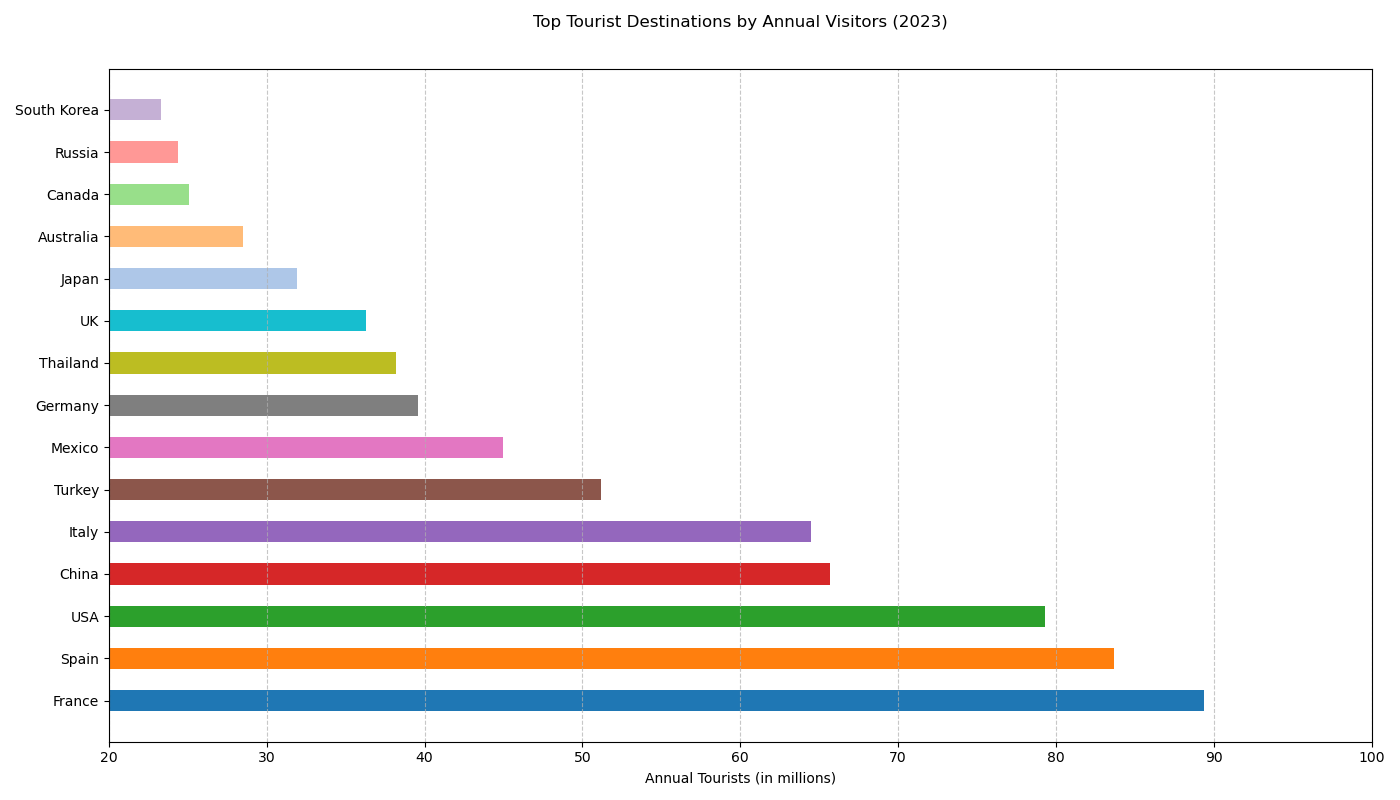 Top Tourist Destinations by Annual Visitors (2023)
South Korea
Russia
Canada
Australia
Japan
UK
Thailand
Germany
Mexico
Turkey
Italy
China
USA
Spain
France
20 30 40 50 60 70 80 90 100
Annual Tourists (in millions)